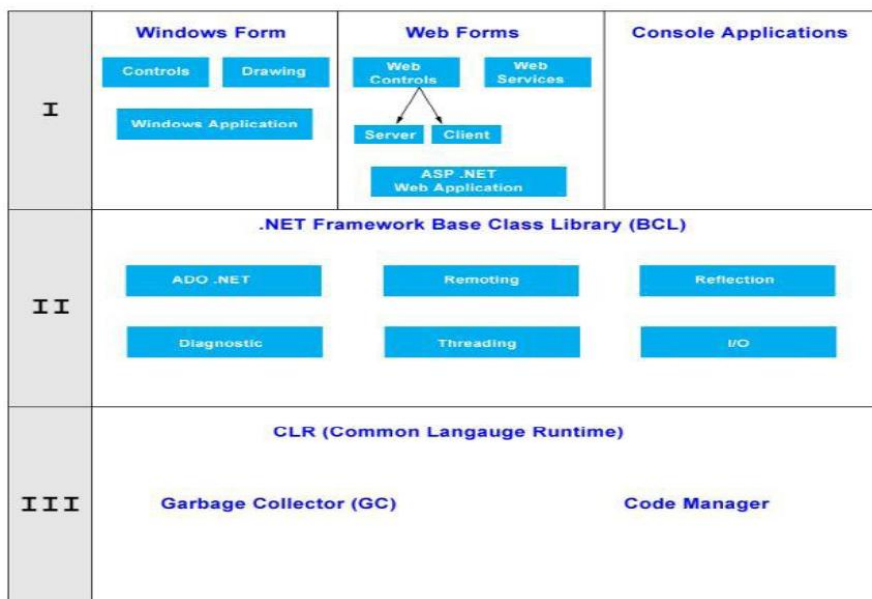 I
Windows Form
Controls
Drawing
Windows Application
Web Forms
Web
Controls
Web
Services
Server
Client
ASP .NET
Web Application
Console Applications
II
.NET Framework Base Class Library (BCL)
ADO .NET
Remoting
Reflection
Diagnostic
Threading
I/O
III
CLR (Common Langauge Runtime)
Garbage Collector (GC)
Code Manager